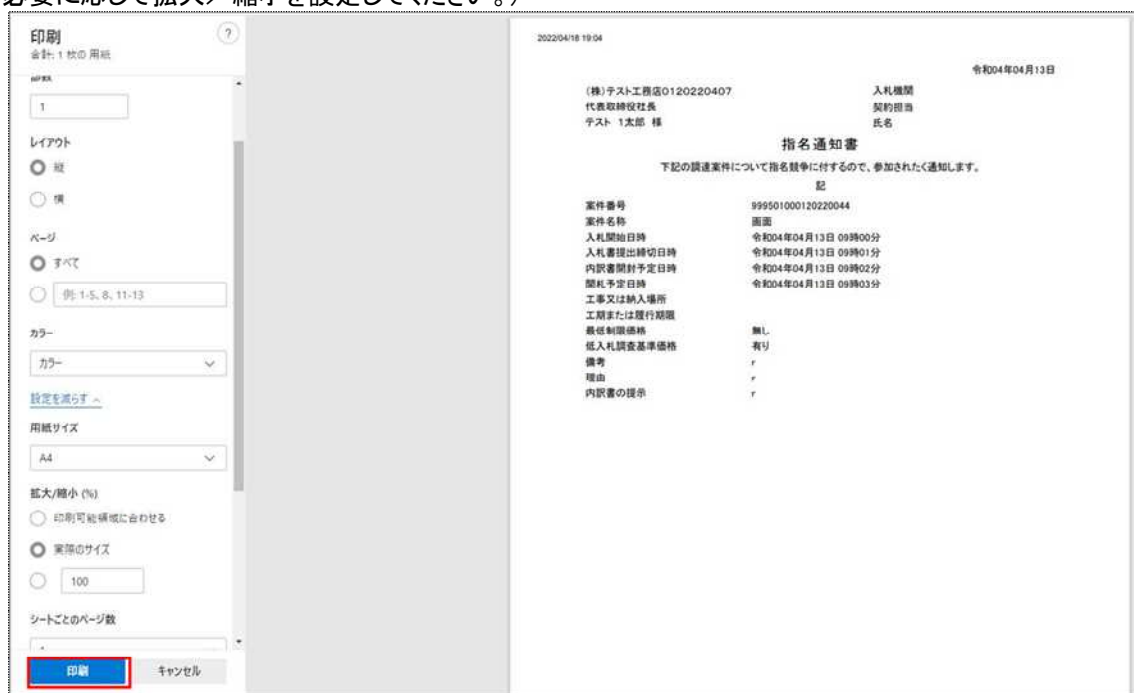 必要に応じて拡大／縮小を設定してください。）
印刷
合計: 1 枚の 用紙
?
部数
1
レイアウト
縦
横
ページ
すべて
例: 1-5、8、11-13
カラー
カラー
設定を減らす
用紙サイズ
A4
拡大/縮小 (%)
印刷可能領域に合わせる
実際のサイズ
100
シートごとのページ数
印刷
キャンセル
2022/04/18 19:04
令和04年04月13日
(株)テスト工務店0120220407 入札機関
代表取締役社長 契約担当
テスト 1太郎 様 氏名
指名通知書
下記の調達案件について指名競争に付するので、参加されたく通知します。
記
案件番号 999501000120220044
案件名称 画面
入札開始日時 令和04年04月13日 09時00分
入札書提出締切日時 令和04年04月13日 09時01分
内訳書開封予定日時 令和04年04月13日 09時02分
開札予定日時 令和04年04月13日 09時03分
工事又は納入場所
工期または履行期限
最低制限価格 無し
低入札調査基準価格 有り
備考 r
理由 r
内訳書の提示 r